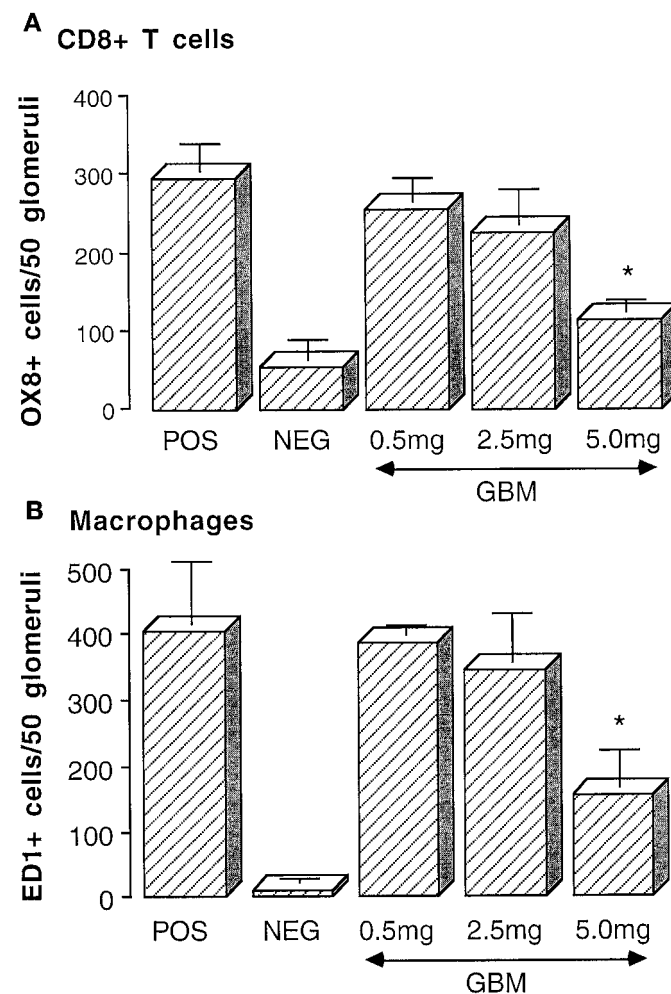 A CD8+ T cells
OX8+ cells/50 glomeruli
400
300
200
100
0
POS NEG 0.5mg 2.5mg 5.0mg
*
GBM
B Macrophages
ED1+ cells/50 glomeruli
500
400
300
200
100
0
POS NEG 0.5mg 2.5mg 5.0mg
*
GBM